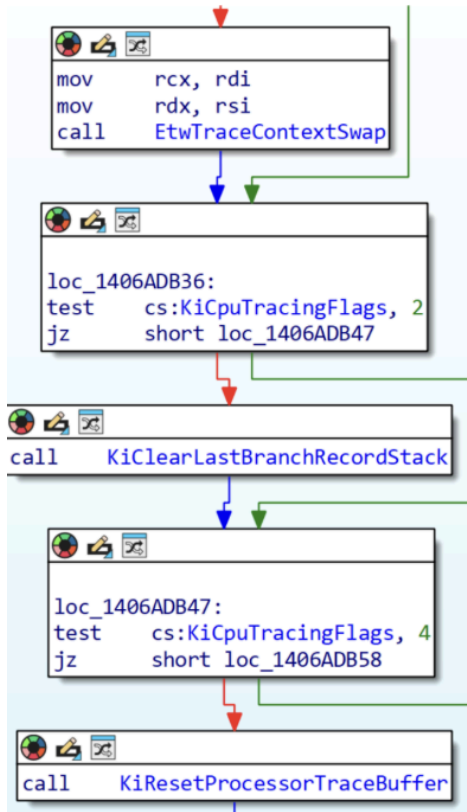 mov rcx, rdi
mov rdx, rsi
call EtwTraceContextSwap
loc_1406ADB36:
test cs:KiCpuTracingFlags, 2
jz short loc_1406ADB47
call KiClearLastBranchRecordStack
loc_1406ADB47:
test cs:KiCpuTracingFlags, 4
jz short loc_1406ADB58
call KiResetProcessorTraceBuffer